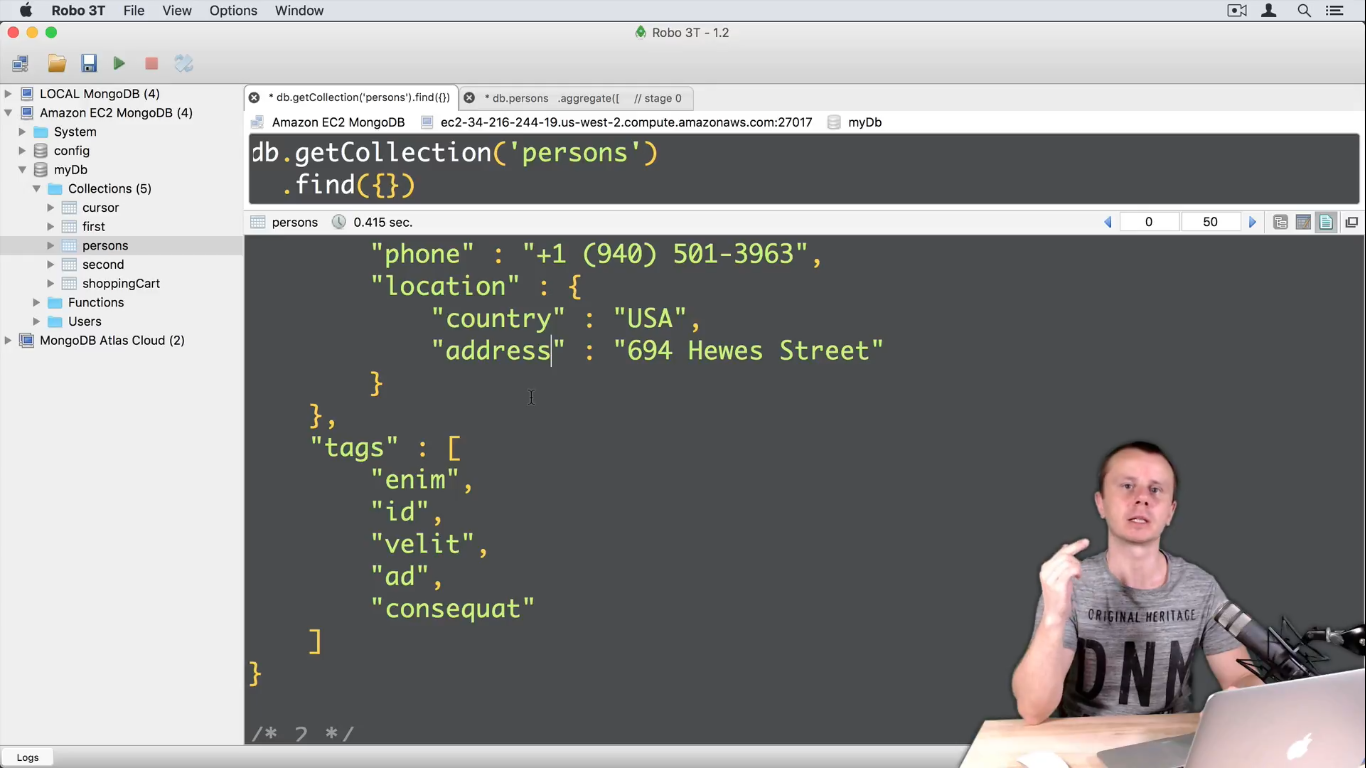 Robo 3T File View Options Window
Robo 3T - 1.2
LOCAL MongoDB (4)
Amazon EC2 MongoDB (4)
System
config
myDb
Collections (5)
cursor
first
persons
second
shoppingCart
Functions
Users
MongoDB Atlas Cloud (2)
* db.getCollection('persons').find({}) * db.persons .aggregate([ // stage 0
Amazon EC2 MongoDB ec2-34-216-244-19.us-west-2.compute.amazonaws.com:27017 myDb
db.getCollection('persons')
.find({})
persons 0.415 sec. 0 50
"phone" : "+1 (940) 501-3963",
"location" : {
"country" : "USA",
"address" : "694 Hewes Street"
}
},
"tags" : [
"enim",
"id",
"velit",
"ad",
"consequat"
]
}
/* 2 */
ORIGINAL HERITAGE
DNM
Logs